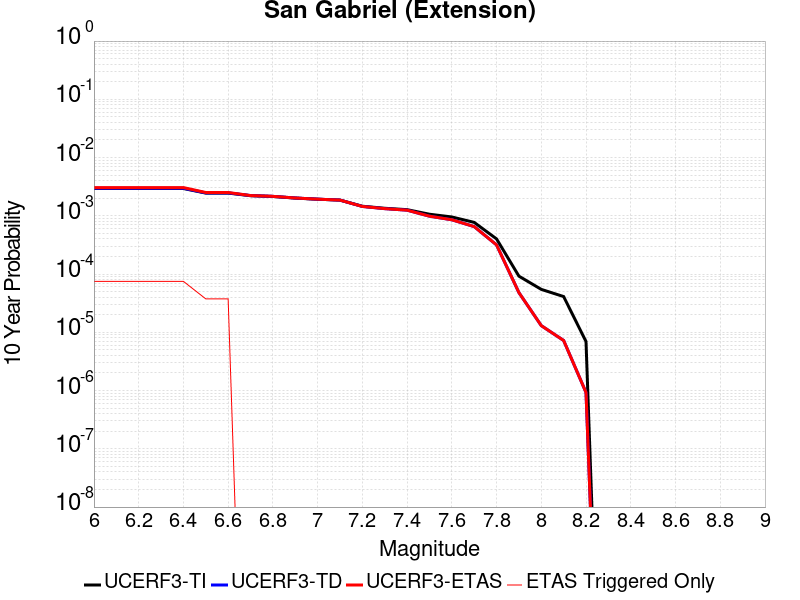 San Gabriel (Extension)
10^0
10^-1
10^-2
10^-3
10^-4
10^-5
10^-6
10^-7
10^-8
10 Year Probability
6 6.2 6.4 6.6 6.8 7 7.2 7.4 7.6 7.8 8 8.2 8.4 8.6 8.8 9
Magnitude
UCERF3-TI UCERF3-TD UCERF3-ETAS ETAS Triggered Only